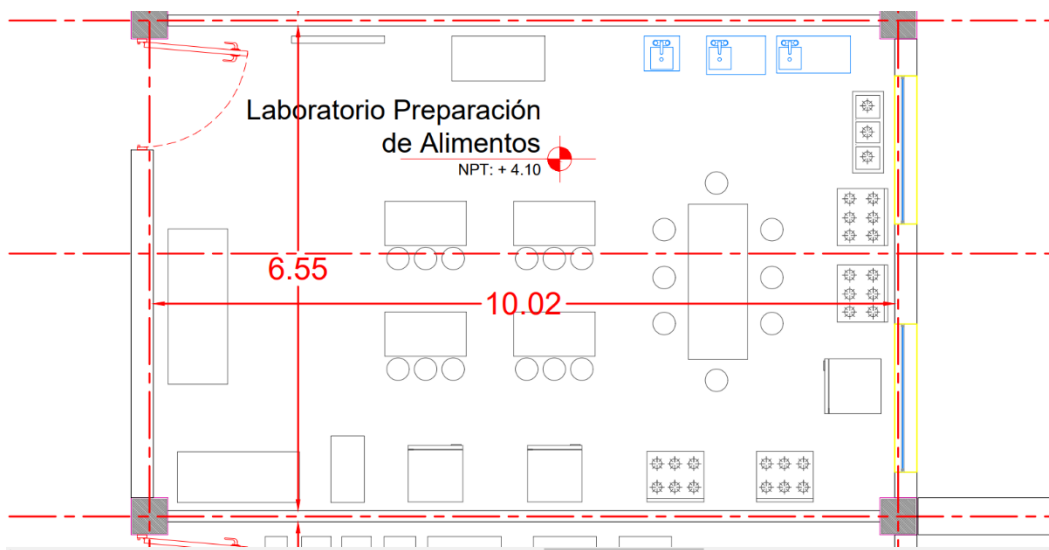 Laboratorio Preparación
de Alimentos
NPT: + 4.10
6.55
10.02